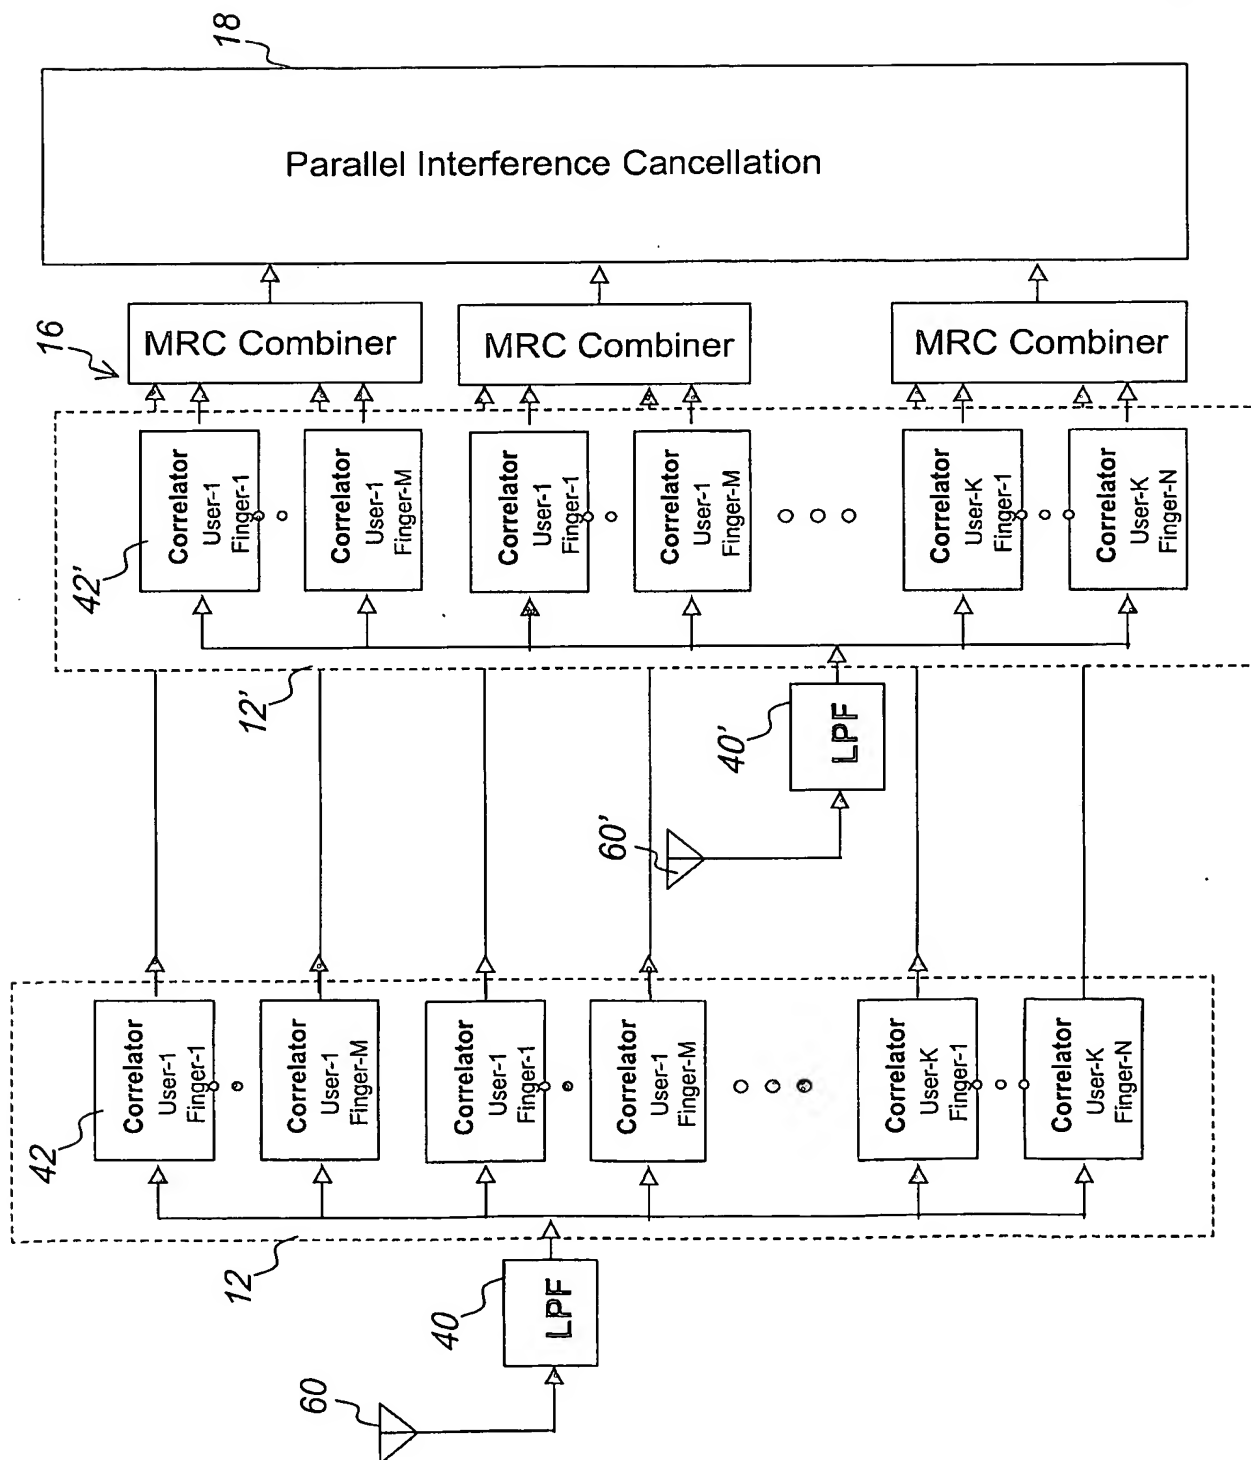 18
Parallel Interference Cancellation
16
MRC Combiner
MRC Combiner
MRC Combiner
42'
Correlator
User-1
Finger-1
Correlator
User-1
Finger-M
Correlator
User-1
Finger-1
Correlator
User-1
Finger-M
Correlator
User-K
Finger-1
Correlator
User-K
Finger-N
12'
40'
LPF
60'
42
Correlator
User-1
Finger-1
Correlator
User-1
Finger-M
Correlator
User-1
Finger-1
Correlator
User-1
Finger-M
Correlator
User-K
Finger-1
Correlator
User-K
Finger-N
12
40
LPF
60